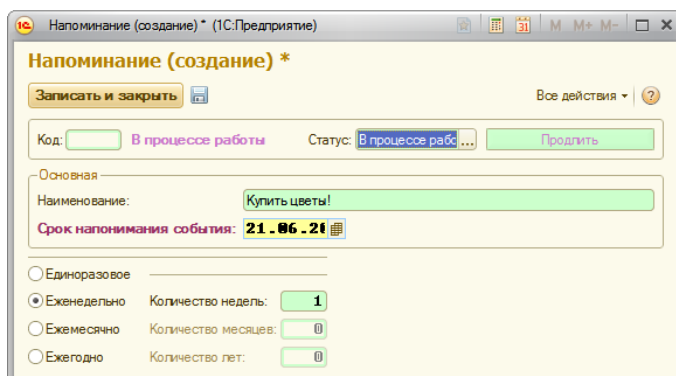 Напоминание (создание) * (1С:Предприятие)
M M+ M-
Напоминание (создание) *
Записать и закрыть
Все действия
Код: В процессе работы Статус: В процессе рабо ... Продлить
Основная
Наименование: Купить цветы!
Срок напонимания события: 21.06.20
Единоразовое
Еженедельно Количество недель: 1
Ежемесячно Количество месяцев: 0
Ежегодно Количество лет: 0